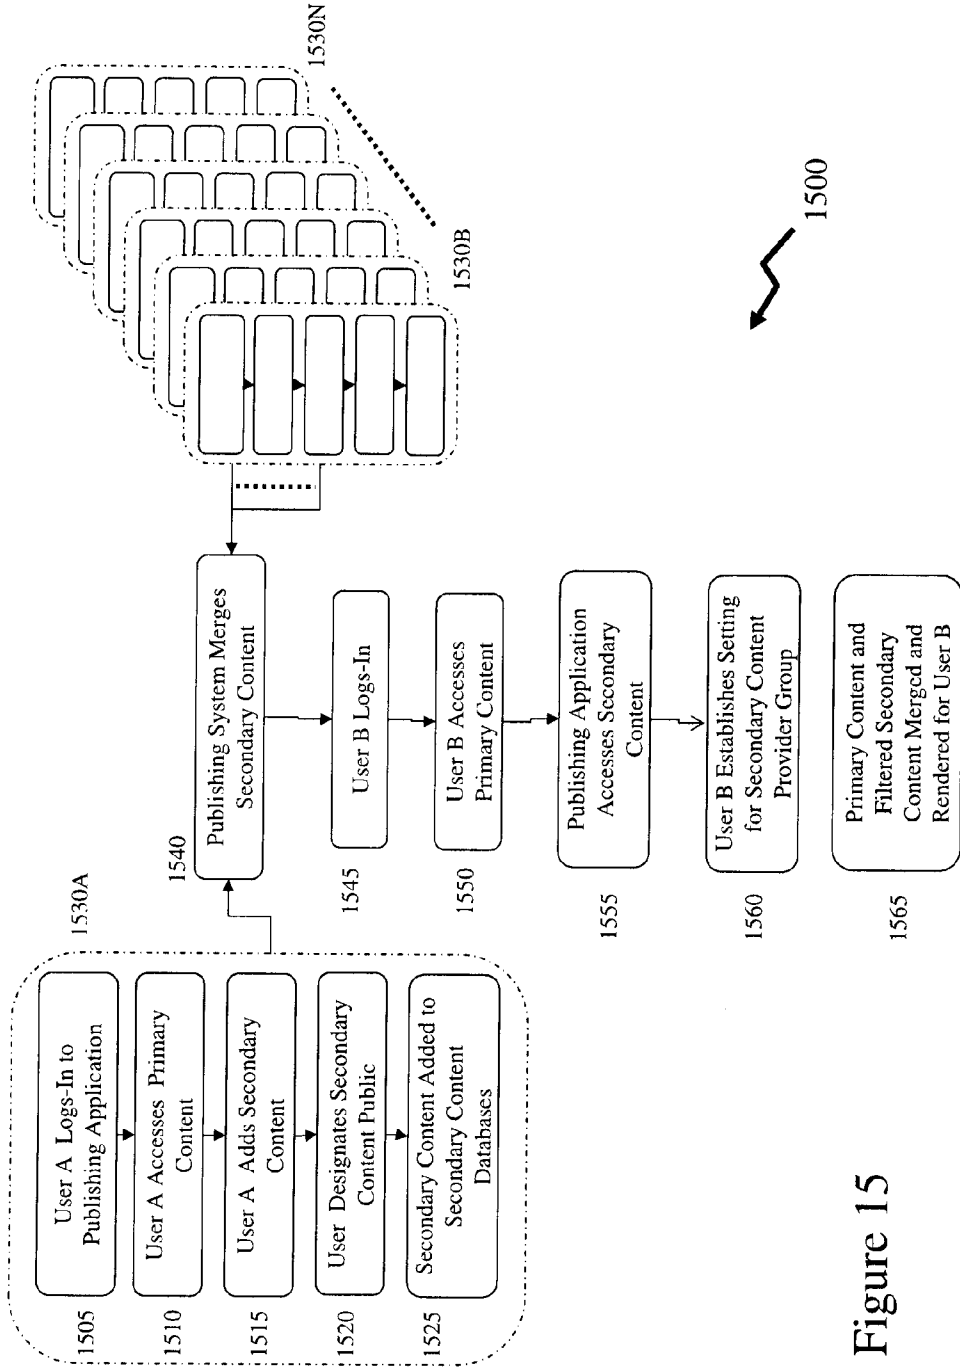 1530A
1505
User A Logs-In to
Publishing Application
1510
User A Accesses Primary
Content
1515
User A Adds Secondary
Content
1520
User Designates Secondary
Content Public
1525
Secondary Content Added to
Secondary Content
Databases
1540
Publishing System Merges
Secondary Content
1545
User B Logs-In
1550
User B Accesses
Primary Content
1555
Publishing Application
Accesses Secondary
Content
1560
User B Establishes Setting
for Secondary Content
Provider Group
1565
Primary Content and
Filtered Secondary
Content Merged and
Rendered for User B
1530B
1530N
1500
Figure 15